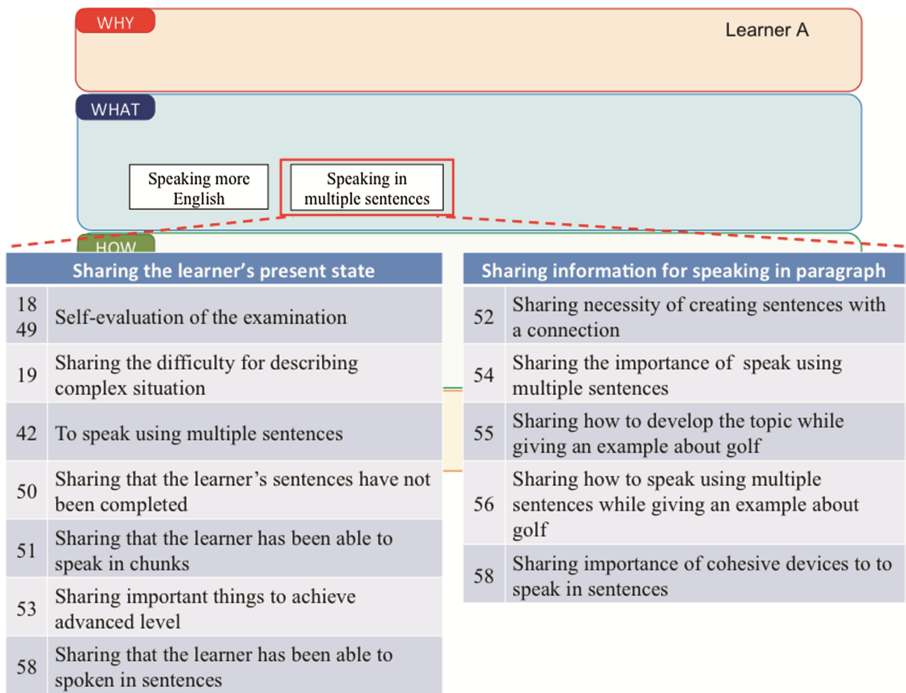 WHY
Learner A
WHAT
Speaking more
English
Speaking in
multiple sentences
HOW
Sharing the learner's present state
18
49
Self-evaluation of the examination
19
Sharing the difficulty for describing
complex situation
42
To speak using multiple sentences
50
Sharing that the learner's sentences have not
been completed
51
Sharing that the learner has been able to
speak in chunks
53
Sharing important things to achieve
advanced level
58
Sharing that the learner has been able to
spoken in sentences
Sharing information for speaking in paragraph
52
Sharing necessity of creating sentences with
a connection
54
Sharing the importance of speak using
multiple sentences
55
Sharing how to develop the topic while
giving an example about golf
56
Sharing how to speak using multiple
sentences while giving an example about
golf
58
Sharing importance of cohesive devices to to
speak in sentences